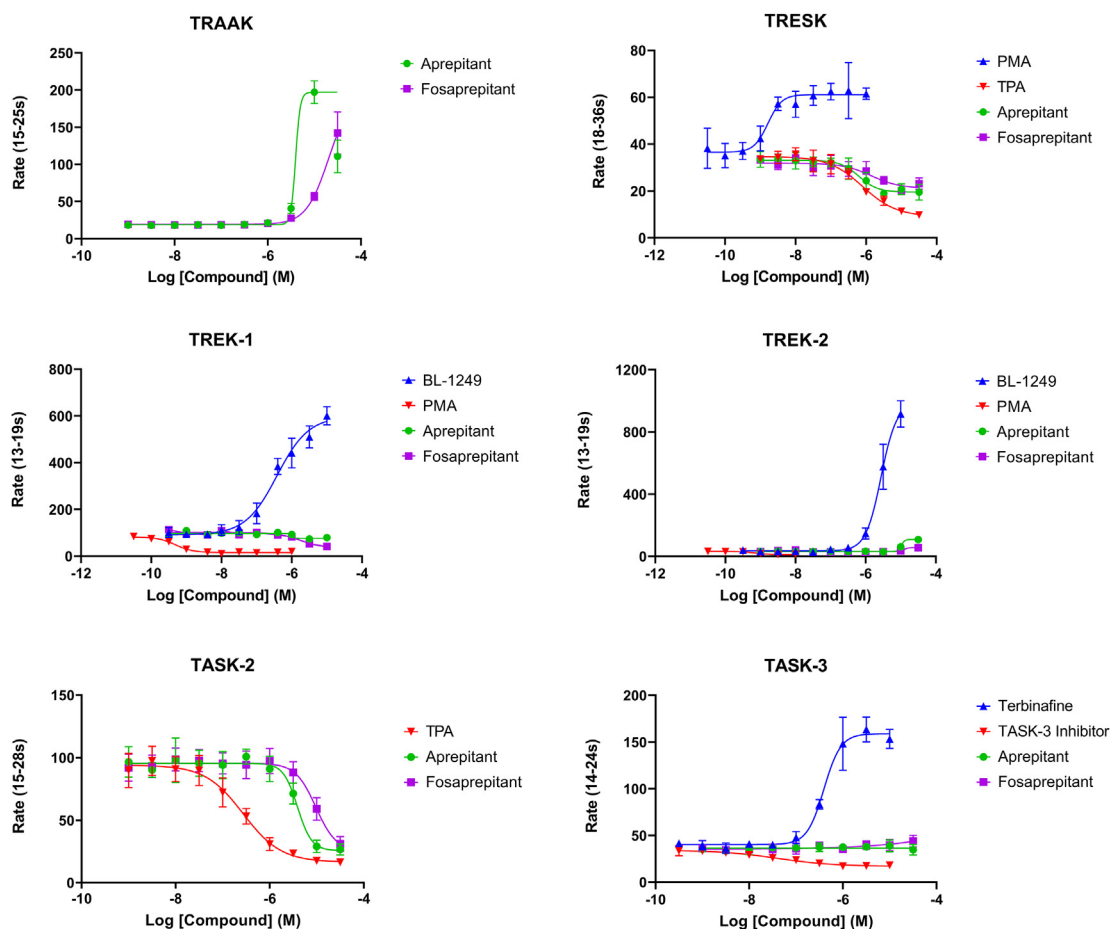 TRAAK
Rate (15-25s)
250
200
150
100
50
0
-10
-8
-6
-4
Log [Compound] (M)
Aprepitant
Fosaprepitant
TRESK
Rate (18-36s)
80
60
40
20
0
-12
-10
-8
-6
-4
Log [Compound] (M)
PMA
TPA
Aprepitant
Fosaprepitant
TREK-1
Rate (13-19s)
800
600
400
200
0
-12
-10
-8
-6
-4
Log [Compound] (M)
BL-1249
PMA
Aprepitant
Fosaprepitant
TREK-2
Rate (13-19s)
1200
800
400
0
-12
-10
-8
-6
-4
Log [Compound] (M)
BL-1249
PMA
Aprepitant
Fosaprepitant
TASK-2
Rate (15-28s)
150
100
50
0
-10
-8
-6
-4
Log [Compound] (M)
TPA
Aprepitant
Fosaprepitant
TASK-3
Rate (14-24s)
200
150
100
50
0
-10
-8
-6
-4
Log [Compound] (M)
Terbinafine
TASK-3 Inhibitor
Aprepitant
Fosaprepitant